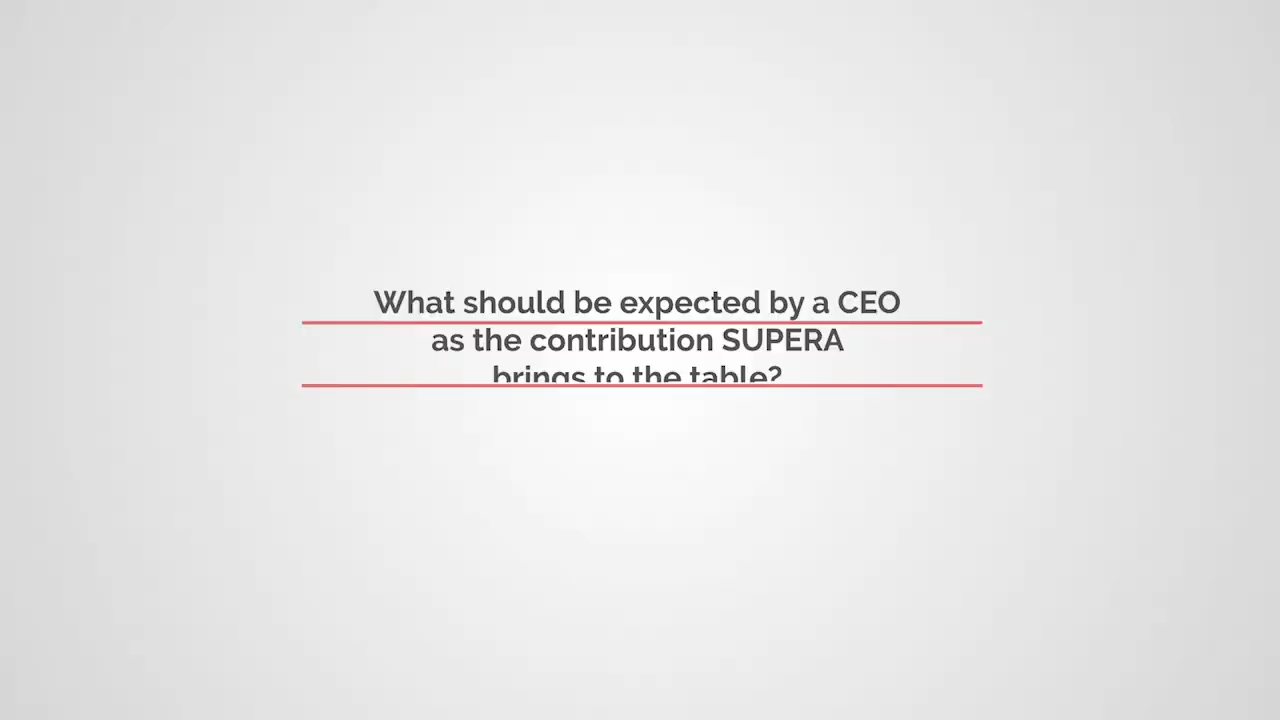 What should be expected by a CEO
as the contribution SUPERA
brings to the table?